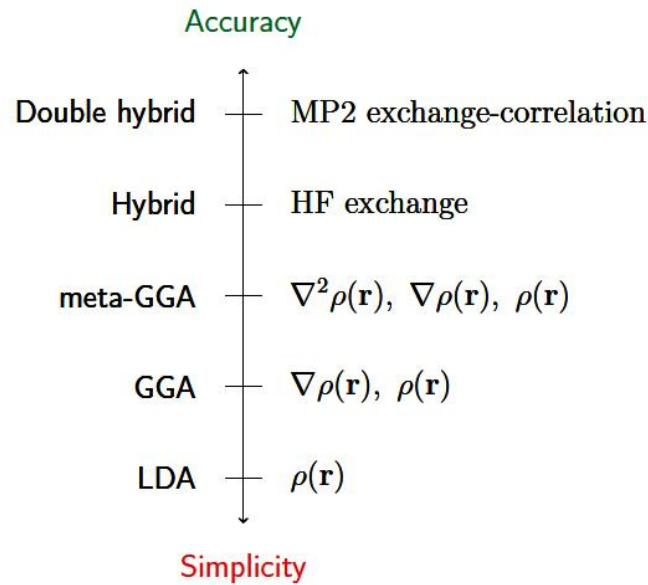 Accuracy
Double hybrid MP2 exchange-correlation
Hybrid HF exchange
meta-GGA ∇²ρ(r), ∇ρ(r), ρ(r)
GGA ∇ρ(r), ρ(r)
LDA ρ(r)
Simplicity